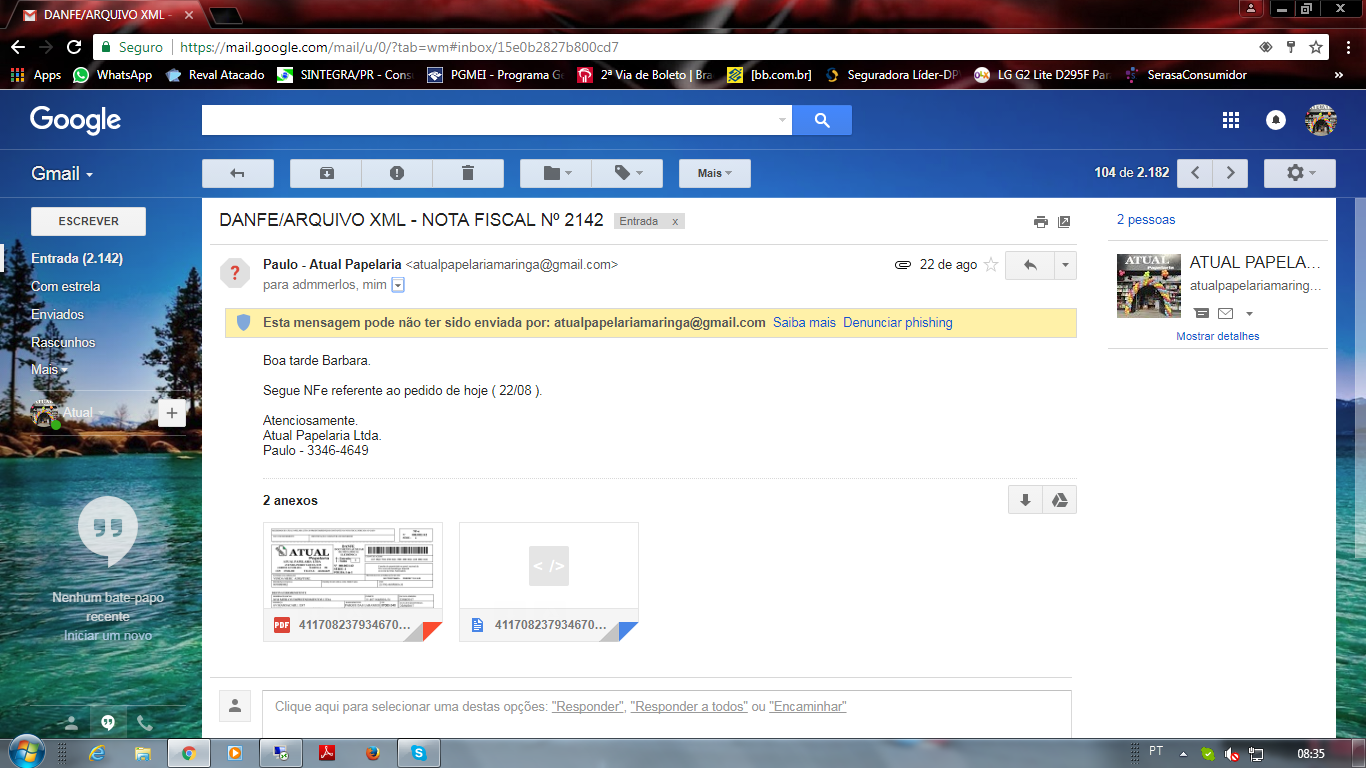 DANFE/ARQUIVO XML -
Seguro https://mail.google.com/mail/u/0/?tab=wm#inbox/15e0b2827b800cd7
Apps WhatsApp Reval Atacado SINTEGRA/PR - Cons PGMEI - Programa Ge 2ª Via de Boleto | Bra [bb.com.br] Seguradora Líder-DP LG G2 Lite D295F Par SerasaConsumidor »
Google
Gmail
Mais
104 de 2.182
ESCREVER
Entrada (2.142)
Com estrela
Enviados
Rascunhos
Mais
Atual
Nenhum bate-papo
recente
Iniciar um novo
DANFE/ARQUIVO XML - NOTA FISCAL Nº 2142 Entrada x
Paulo - Atual Papelaria <atualpapelariamaringa@gmail.com> 22 de ago
para admmerlos, mim
Esta mensagem pode não ter sido enviada por: atualpapelariamaringa@gmail.com Saiba mais Denunciar phishing
Boa tarde Barbara.
Segue NFe referente ao pedido de hoje ( 22/08 ).
Atenciosamente.
Atual Papelaria Ltda.
Paulo - 3346-4649
2 anexos
ATUAL
Papelaria
DANFE
PDF 411708237934670...
</>
411708237934670...
Clique aqui para selecionar uma destas opções: "Responder", "Responder a todos" ou "Encaminhar"
2 pessoas
ATUAL
ATUAL PAPELA...
atualpapelariamaring...
Mostrar detalhes
PT 08:35